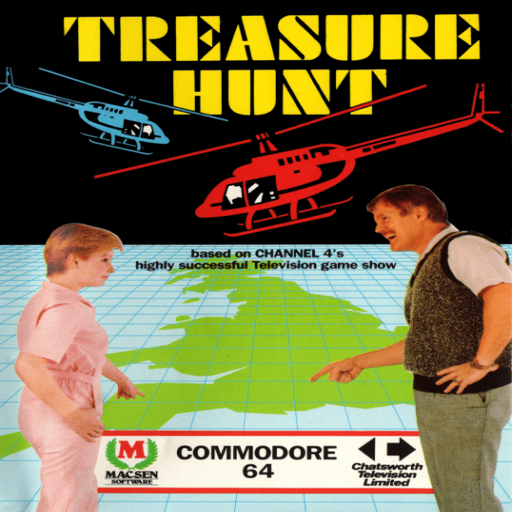 TREASURE
HUNT
based on CHANNEL 4's
highly successful Television game show
M
MACSEN
SOFTWARE
COMMODORE
64
Chatsworth
Television
Limited